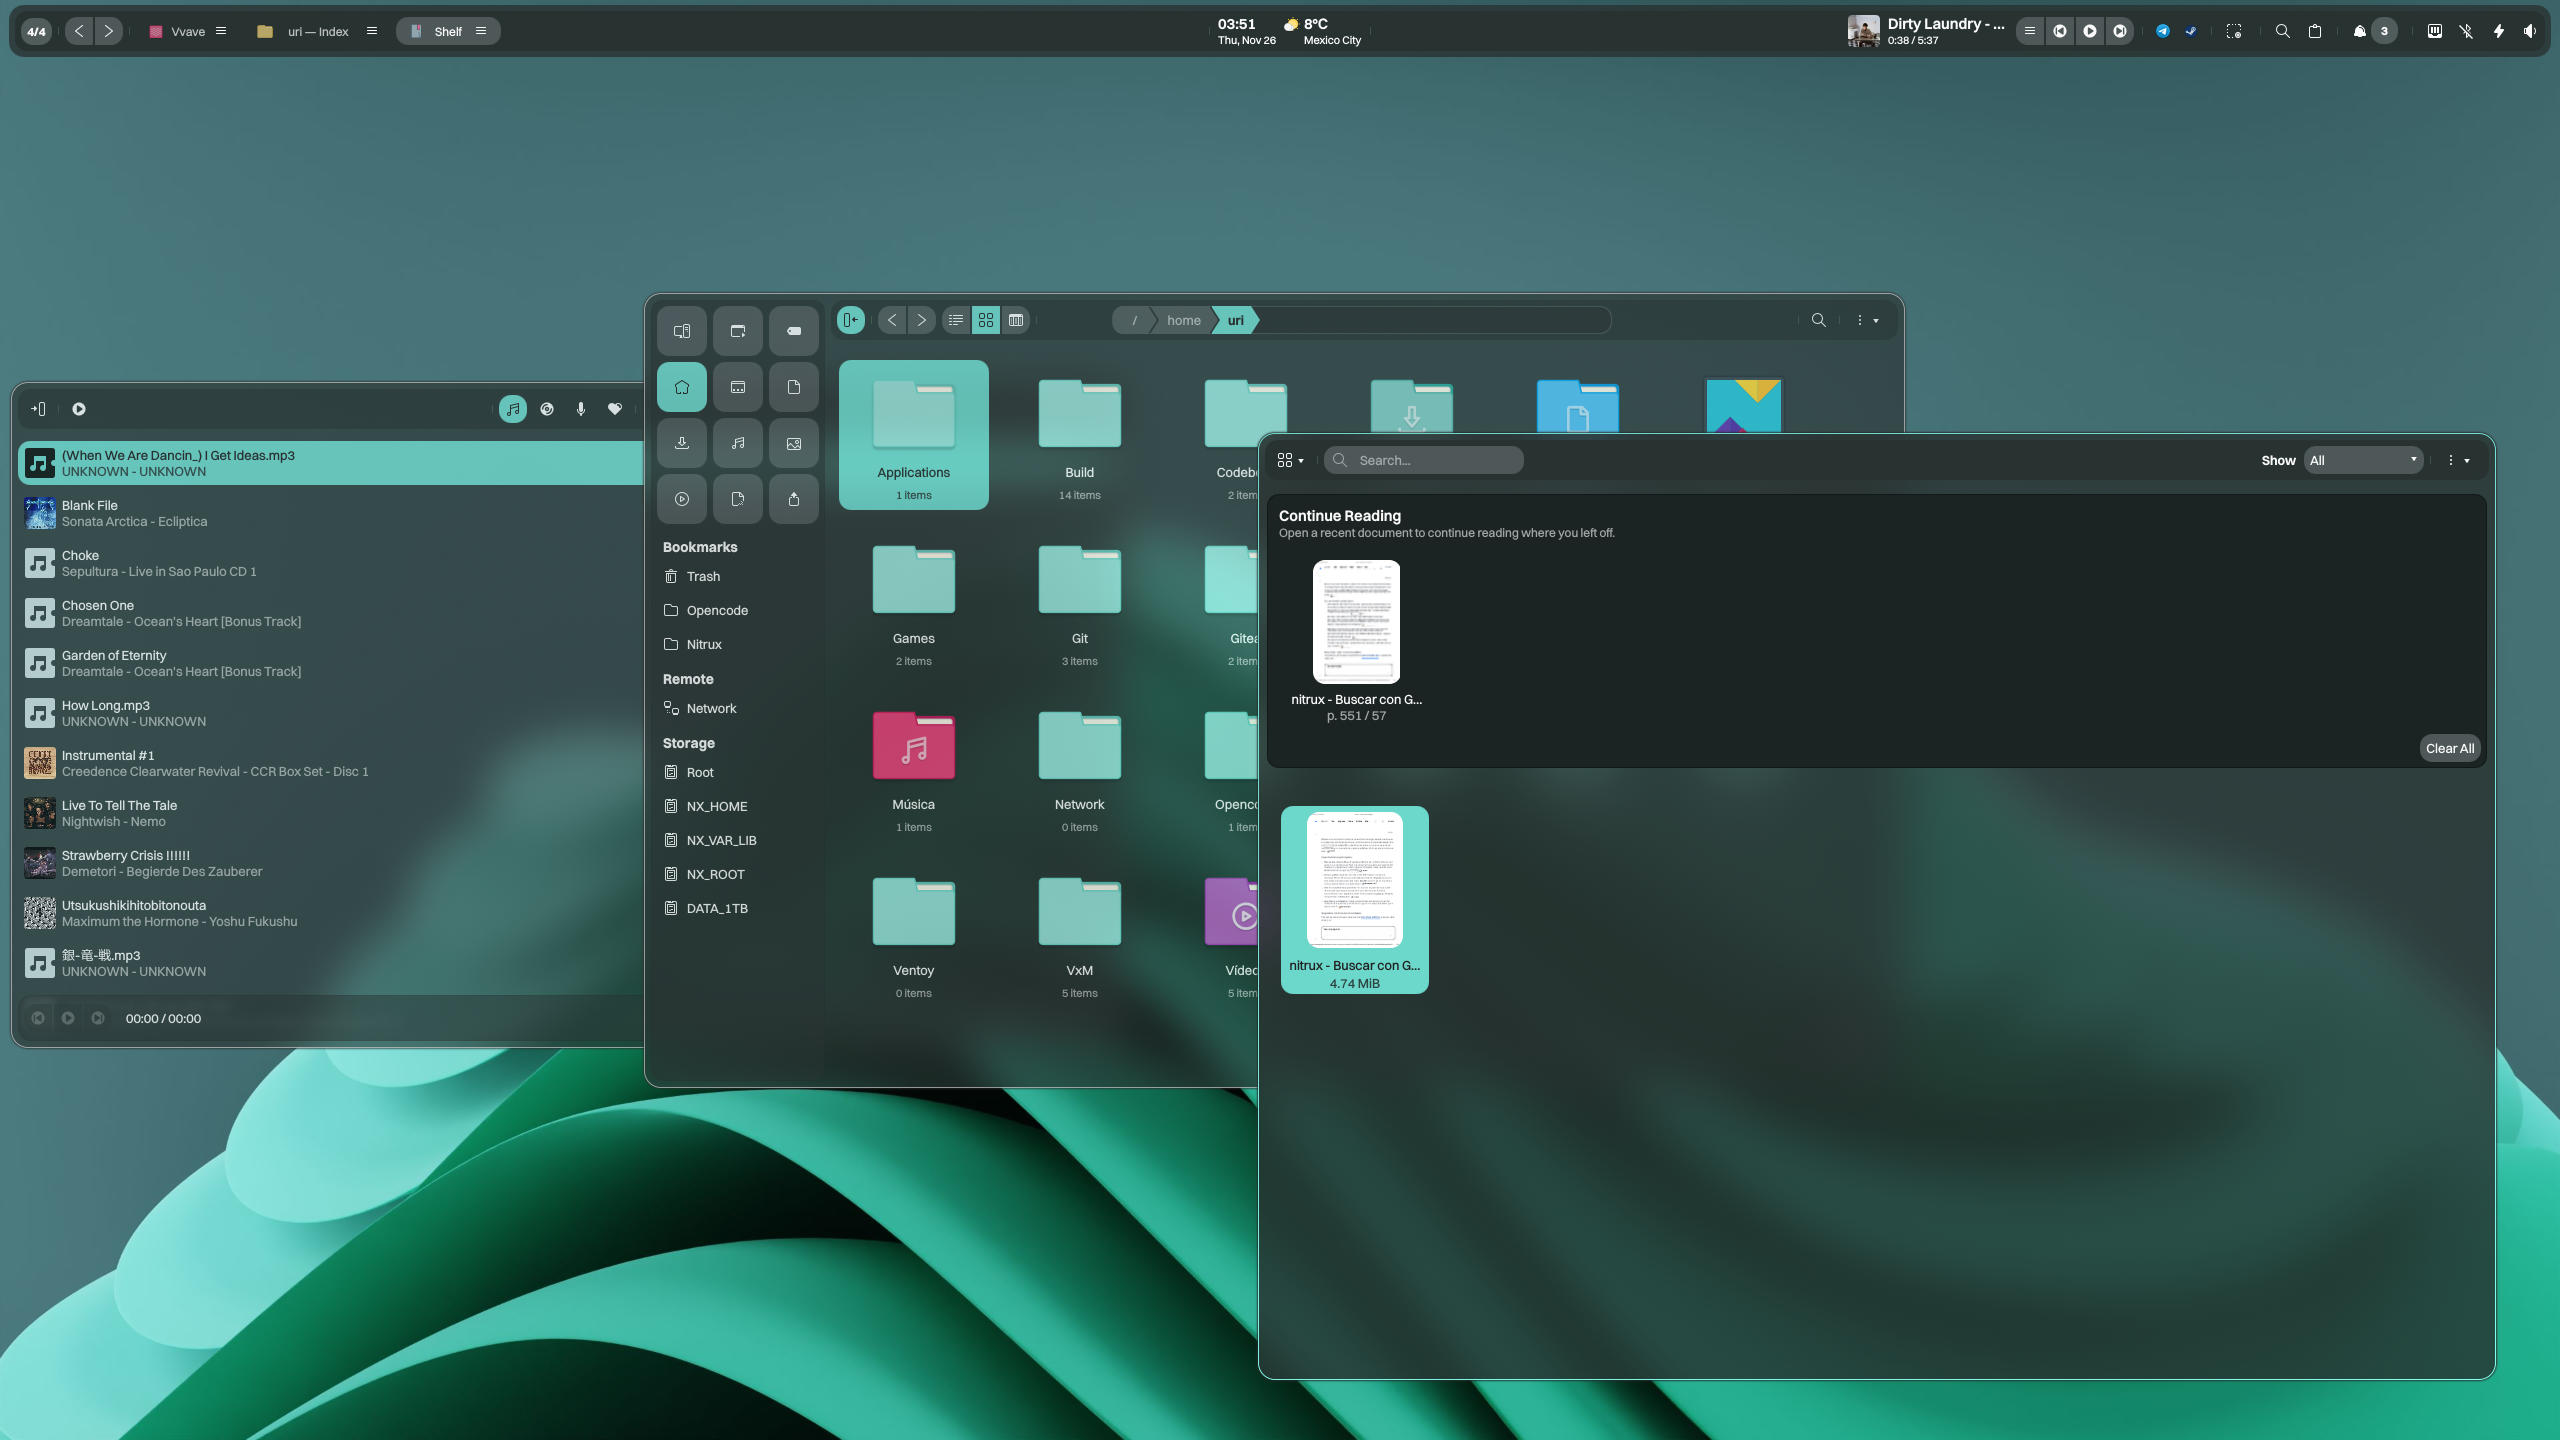 4/4
Vvave
uri — Index
Shelf
03:51
Thu, Nov 26
8°C
Mexico City
Dirty Laundry - ...
0:38 / 5:37
3
(When We Are Dancin_) I Get Ideas.mp3
UNKNOWN - UNKNOWN
Blank File
Sonata Arctica - Ecliptica
Choke
Sepultura - Live in Sao Paulo CD 1
Chosen One
Dreamtale - Ocean's Heart [Bonus Track]
Garden of Eternity
Dreamtale - Ocean's Heart [Bonus Track]
How Long.mp3
UNKNOWN - UNKNOWN
Instrumental #1
Creedence Clearwater Revival - CCR Box Set - Disc 1
Live To Tell The Tale
Nightwish - Nemo
Strawberry Crisis !!!!!!
Demetori - Begierde Des Zauberer
Utsukushikihitobitonouta
Maximum the Hormone - Yoshu Fukushu
銀-竜-戦.mp3
UNKNOWN - UNKNOWN
00:00 / 00:00
/
home
uri
Bookmarks
Trash
Opencode
Nitrux
Remote
Network
Storage
Root
NX_HOME
NX_VAR_LIB
NX_ROOT
DATA_1TB
Applications
1 items
Build
14 items
Codeb
2 item
Games
2 items
Git
3 items
Gitea
2 item
Música
1 items
Network
0 items
Openco
1 item
Ventoy
0 items
VxM
5 items
Video
5 item
Search...
Show
All
Continue Reading
Open a recent document to continue reading where you left off.
nitrux - Buscar con G...
p. 551 / 57
Clear All
nitrux - Buscar con G...
4.74 MiB